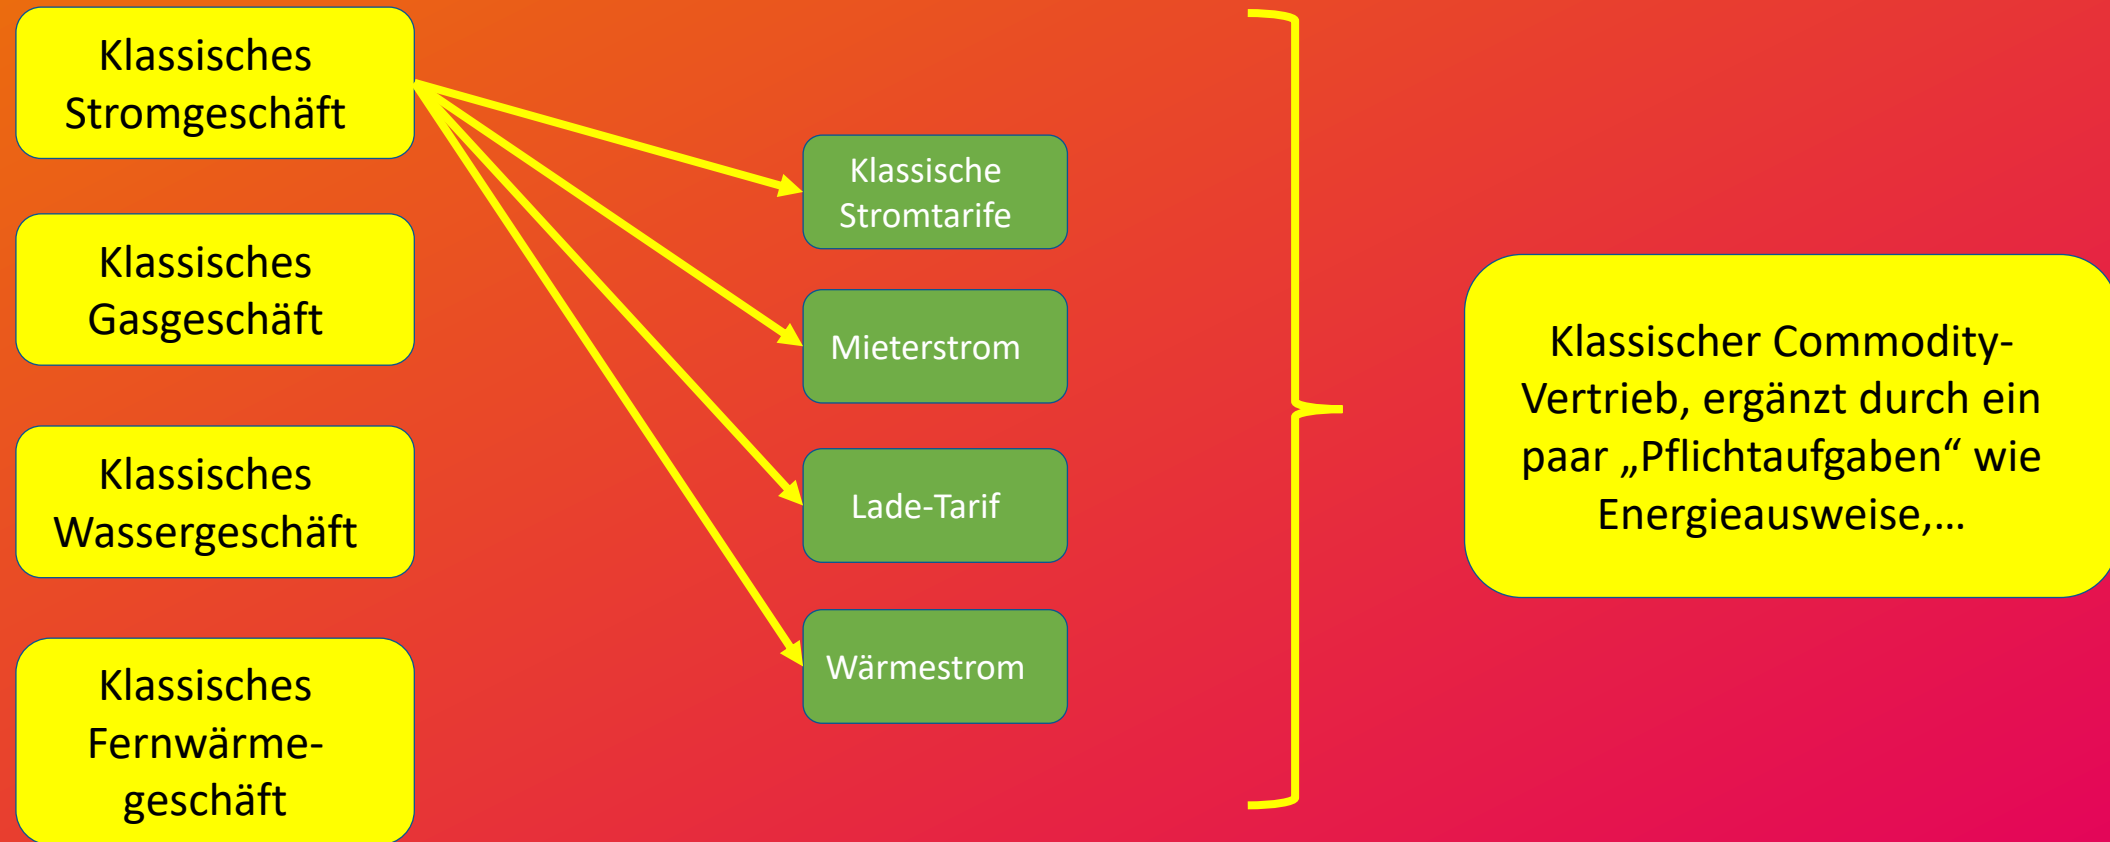 Klassisches
Stromgeschäft
Klassisches
Gasgeschäft
Klassisches
Wassergeschäft
Klassisches
Fernwärme-
geschäft
Klassische
Stromtarife
Mieterstrom
Lade-Tarif
Wärmestrom
Klassischer Commodity-
Vertrieb, ergänzt durch ein
paar „Pflichtaufgaben“ wie
Energieausweise,...